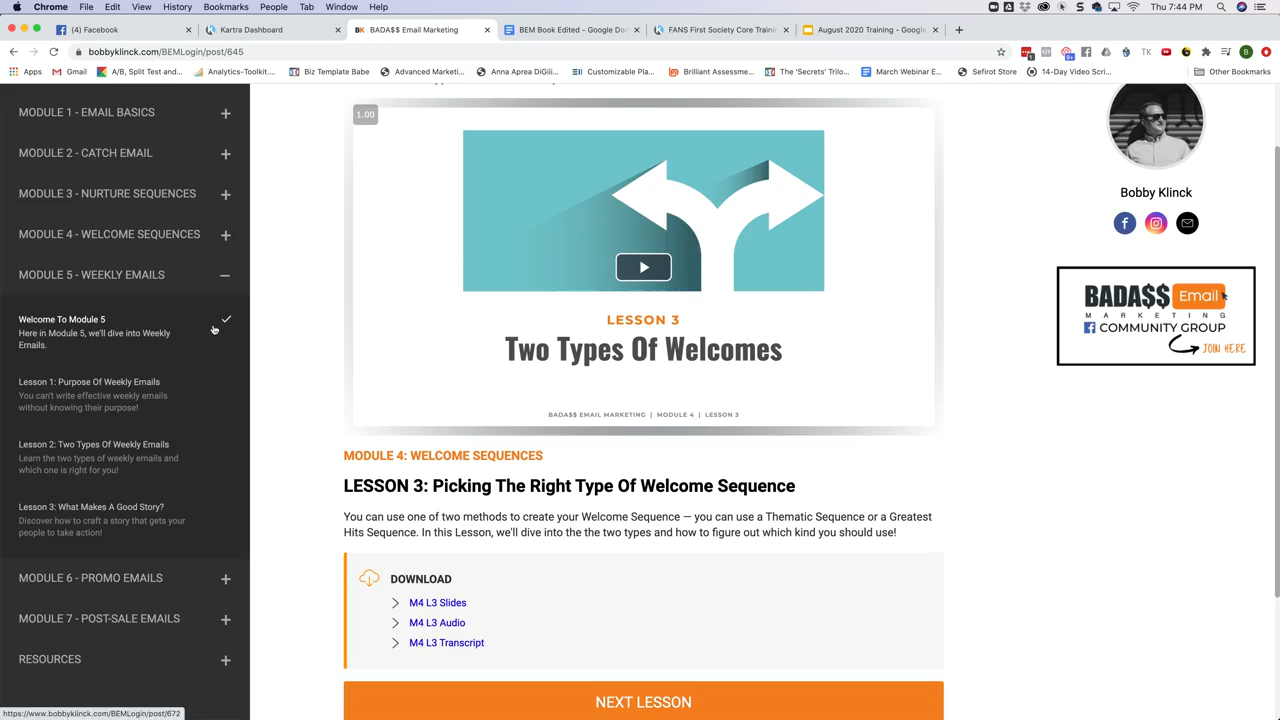 Chrome File Edit View History Bookmarks People Tab Window Help Thu 7:44 PM
(3) Facebook
Kartra Dashboard
BADA$$ Email Marketing
BEM Book Edited - Google Doc
FANS First Society Core Trainin
August 2020 Training - Google
bobbyklinck.com/BEMLogin/post/645
TK
B
Apps Gmail A/B, Split Test and... Analytics-Toolkit.... Biz Template Babe Advanced Marketi... Anna Aprea DiGili... Customizable Pla... Brilliant Assessme... The 'Secrets' Trilo... March Webinar E... Sefirot Store 14-Day Video Scri... Other Bookmarks
MODULE 1 - EMAIL BASICS
MODULE 2 - CATCH EMAIL
MODULE 3 - NURTURE SEQUENCES
MODULE 4 - WELCOME SEQUENCES
MODULE 5 - WEEKLY EMAILS
Welcome To Module 5
Here in Module 5, we'll dive into Weekly
Emails.
Lesson 1: Purpose Of Weekly Emails
You can't write effective weekly emails
without knowing their purpose!
Lesson 2: Two Types Of Weekly Emails
Learn the two types of weekly emails and
which one is right for you!
Lesson 3: What Makes A Good Story?
Discover how to craft a story that gets your
people to take action!
MODULE 6 - PROMO EMAILS
MODULE 7 - POST-SALE EMAILS
RESOURCES
https://www.bobbyklinck.com/BEMLogin/post/672
1.00
LESSON 3
Two Types Of Welcomes
BADA$$ EMAIL MARKETING | MODULE 4 | LESSON 3
MODULE 4: WELCOME SEQUENCES
LESSON 3: Picking The Right Type Of Welcome Sequence
You can use one of two methods to create your Welcome Sequence — you can use a Thematic Sequence or a Greatest
Hits Sequence. In this Lesson, we'll dive into the the two types and how to figure out which kind you should use!
DOWNLOAD
M4 L3 Slides
M4 L3 Audio
M4 L3 Transcript
NEXT LESSON
Bobby Klinck
BADA$$ Email
MARKETING
COMMUNITY GROUP
JOIN HERE